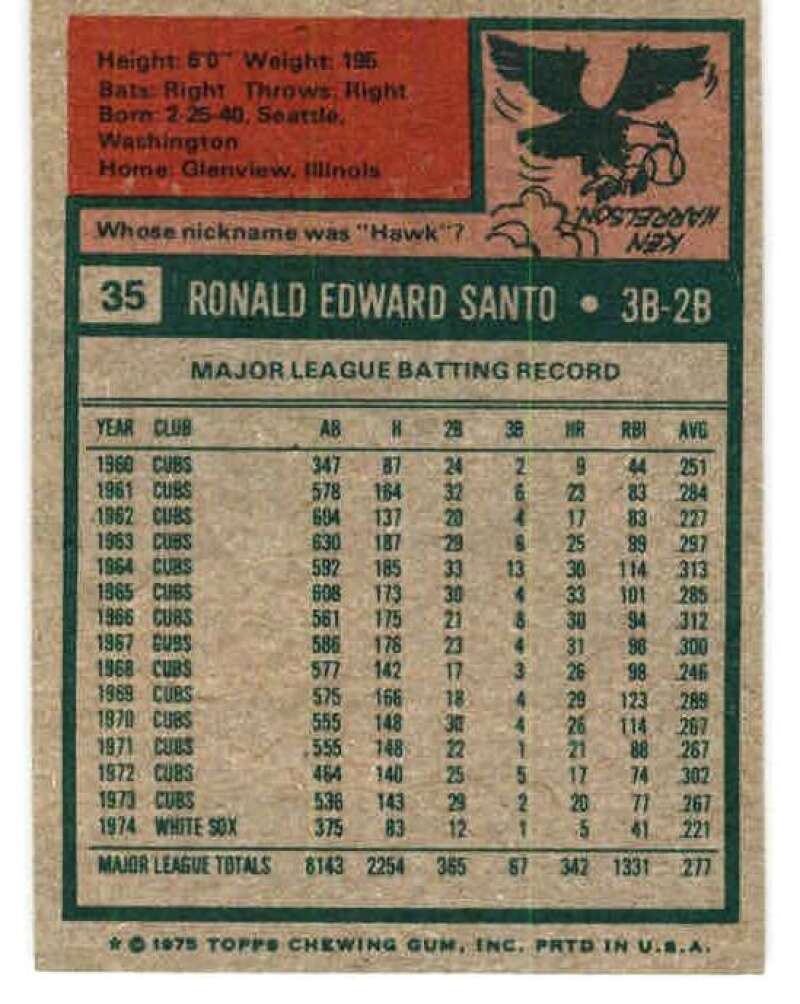 Height: 6'0" Weight: 195
Bats: Right Throws: Right
Born: 2-25-40, Seattle,
Washington
Home: Glenview, Illinois
Whose nickname was "Hawk"?
KEN
HARRELSON
35 RONALD EDWARD SANTO • 3B-2B
MAJOR LEAGUE BATTING RECORD
YEAR CLUB AB H 2B 3B HR RBI AVG
1960 CUBS 347 87 24 2 9 44 .251
1961 CUBS 578 164 32 6 23 83 .284
1962 CUBS 604 137 20 4 17 83 .227
1963 CUBS 630 187 29 6 25 99 .297
1964 CUBS 592 185 33 13 30 114 .313
1965 CUBS 608 173 30 4 33 101 .285
1966 CUBS 561 175 21 8 30 94 .312
1967 CUBS 586 176 23 4 31 98 .300
1968 CUBS 577 142 17 3 26 98 .246
1969 CUBS 575 166 18 4 29 123 .289
1970 CUBS 555 148 30 4 26 114 .267
1971 CUBS 555 148 22 1 21 88 .267
1972 CUBS 464 140 25 5 17 74 .302
1973 CUBS 536 143 29 2 20 77 .267
1974 WHITE SOX 375 83 12 1 5 41 .221
MAJOR LEAGUE TOTALS 8143 2254 365 67 342 1331 .277
★ © 1975 TOPPS CHEWING GUM, INC. PRTD IN U.S.A.